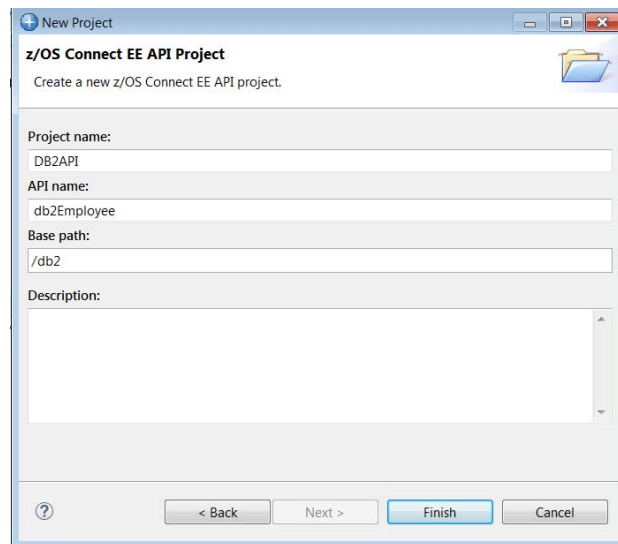 New Project
z/OS Connect EE API Project
Create a new z/OS Connect EE API project.
Project name:
DB2API
API name:
db2Employee
Base path:
/db2
Description:
? < Back Next > Finish Cancel